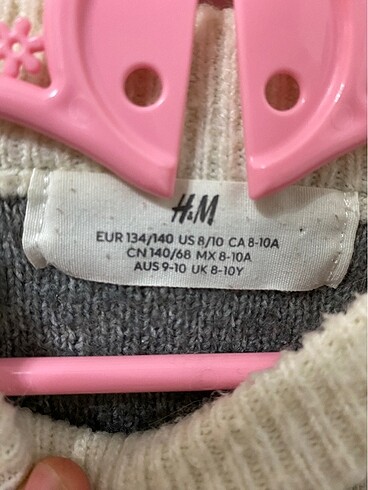 H&M
EUR 134/140 US 8/10 CA 8-10A
CN 140/68 MX 8-10A
AUS 9-10 UK 8-10Y